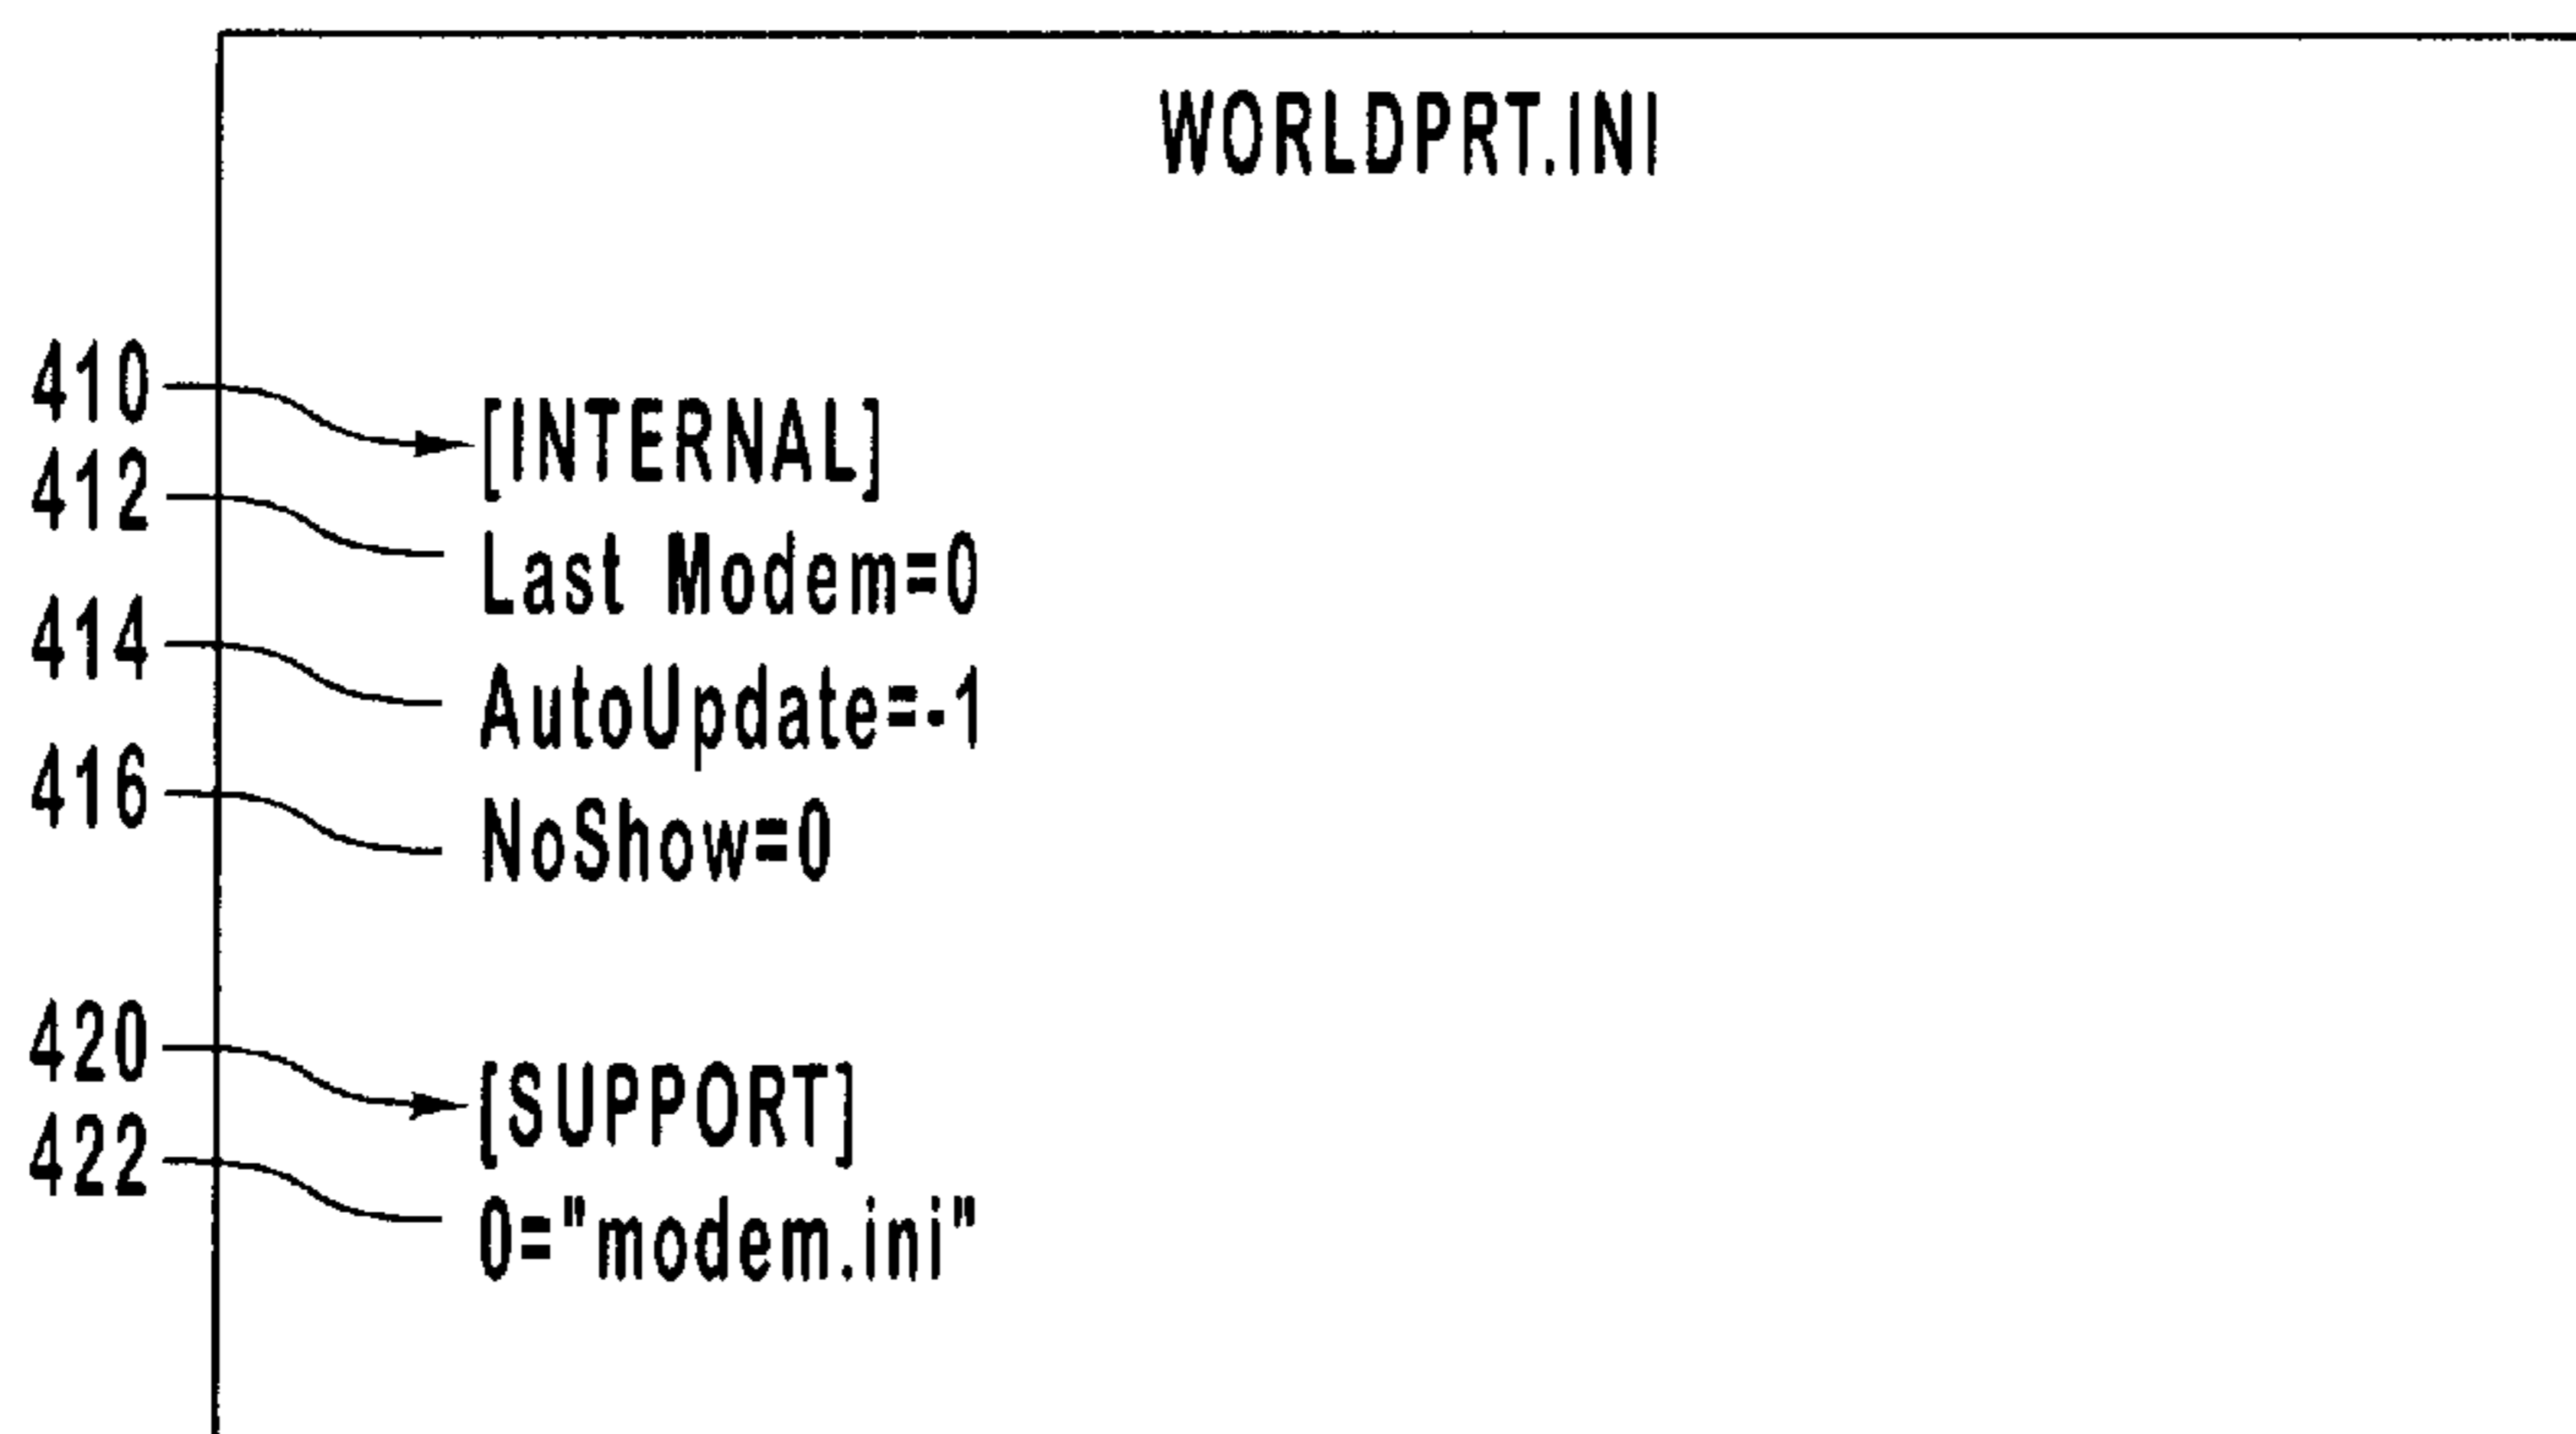 WORLDPRT.INI
410
[INTERNAL]
412
Last Modem=0
414
AutoUpdate=-1
416
NoShow=0
420
[SUPPORT]
422
0="modem.ini"